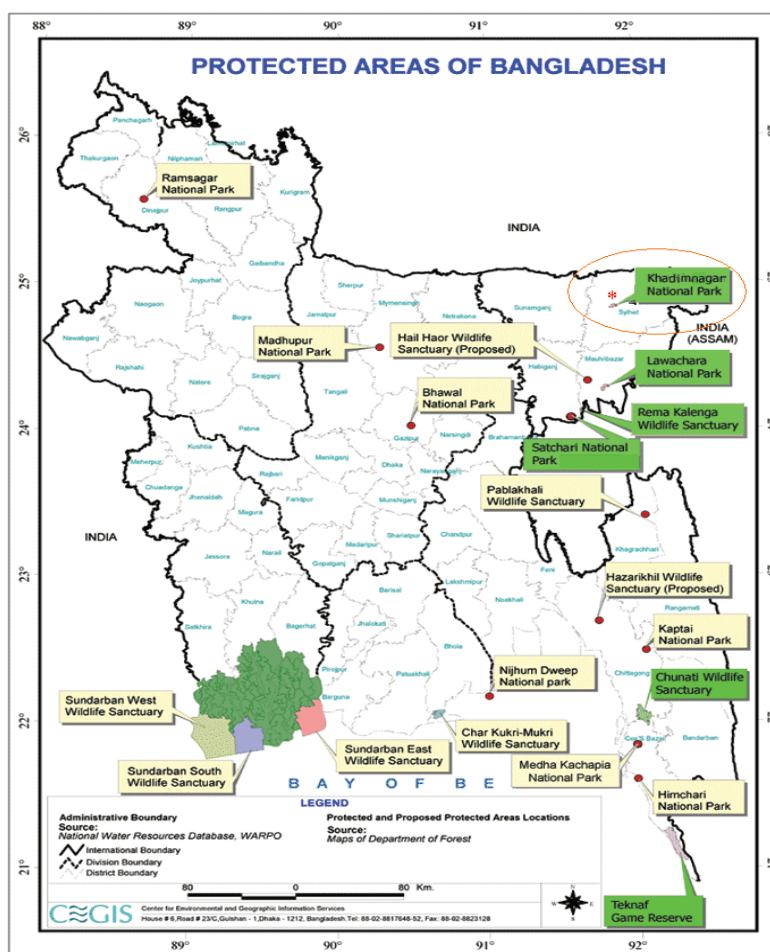 88°
89°
90°
91°
92°
PROTECTED AREAS OF BANGLADESH
26°
25°
24°
23°
22°
21°
Panchagarh
Thakurgaon
Nilphamari
Ramsagar
National Park
Dinajpur
Rangpur
Kurigram
Gaibandha
INDIA
Joypurhat
Sherpur
Naogaon
Bogra
Jamalpur
Mymensingh
Netrakona
Sunamganj
Khadimnagar
National Park
*
Sylhet
INDIA
(ASSAM)
Nawabganj
Rajshahi
Natore
Sirajganj
Pabna
Madhupur
National Park
Hail Haor Wildlife
Sanctuary (Proposed)
Habiganj
Maulvibazar
Lawachara
National Park
Tangail
Bhawal
National Park
Rema Kalenga
Wildlife Sanctuary
Satchari National
Park
Gazipur
Narsingdi
Kushtia
Meherpur
Chuadanga
Jhenaidah
Rajbari
Manikganj
Dhaka
Magura
Faridpur
Munshiganj
Pablakhali
Wildlife Sanctuary
INDIA
Khagrachhari
Jessore
Narail
Madaripur
Shariatpur
Chandpur
Gopalganj
Barisal
Lakshmipur
Feni
Noakhali
Hazarikhil Wildlife
Sanctuary (Proposed)
Rangamati
Satkhira
Khulna
Bagerhat
Jhalokati
Bhola
Kaptai
National Park
Pirojpur
Patuakhali
Barguna
Nijhum Dweep
National park
Chittagong
Chunati Wildlife
Sanctuary
Sundarban West
Wildlife Sanctuary
Sundarban East
Wildlife Sanctuary
Char Kukri-Mukri
Wildlife Sanctuary
Cox'S Bazar
Bandarban
Sundarban South
Wildlife Sanctuary
Medha Kachapia
National Park
Himchari
National Park
BAY OF BE
LEGEND
Administrative Boundary
Source:
National Water Resources Database, WARPO
International Boundary
Division Boundary
District Boundary
Protected and Proposed Protected Areas Locations
Source:
Maps of Department of Forest
80 0 80 Km.
Teknaf
Game Reserve
CEGIS
Center for Environmental and Geographic Information Services
House # 6,Road # 23/C,Gulshan - 1,Dhaka - 1212, Bangladesh.Tel: 88-02-8817648-52, Fax: 88-02-8823128
N
W
E
S
88°
89°
90°
91°
92°